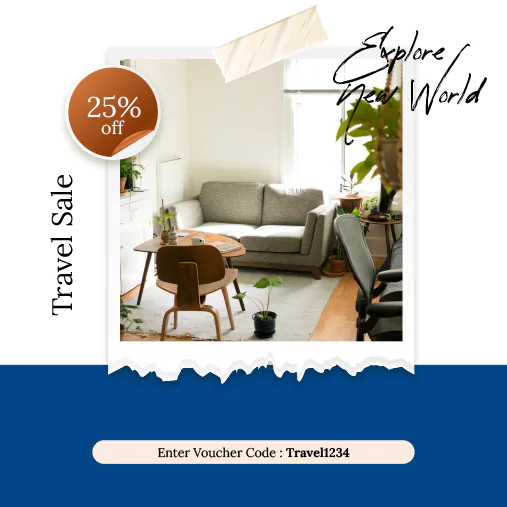 Explore
New World
25%
off
Travel Sale
Enter Voucher Code : Travel1234